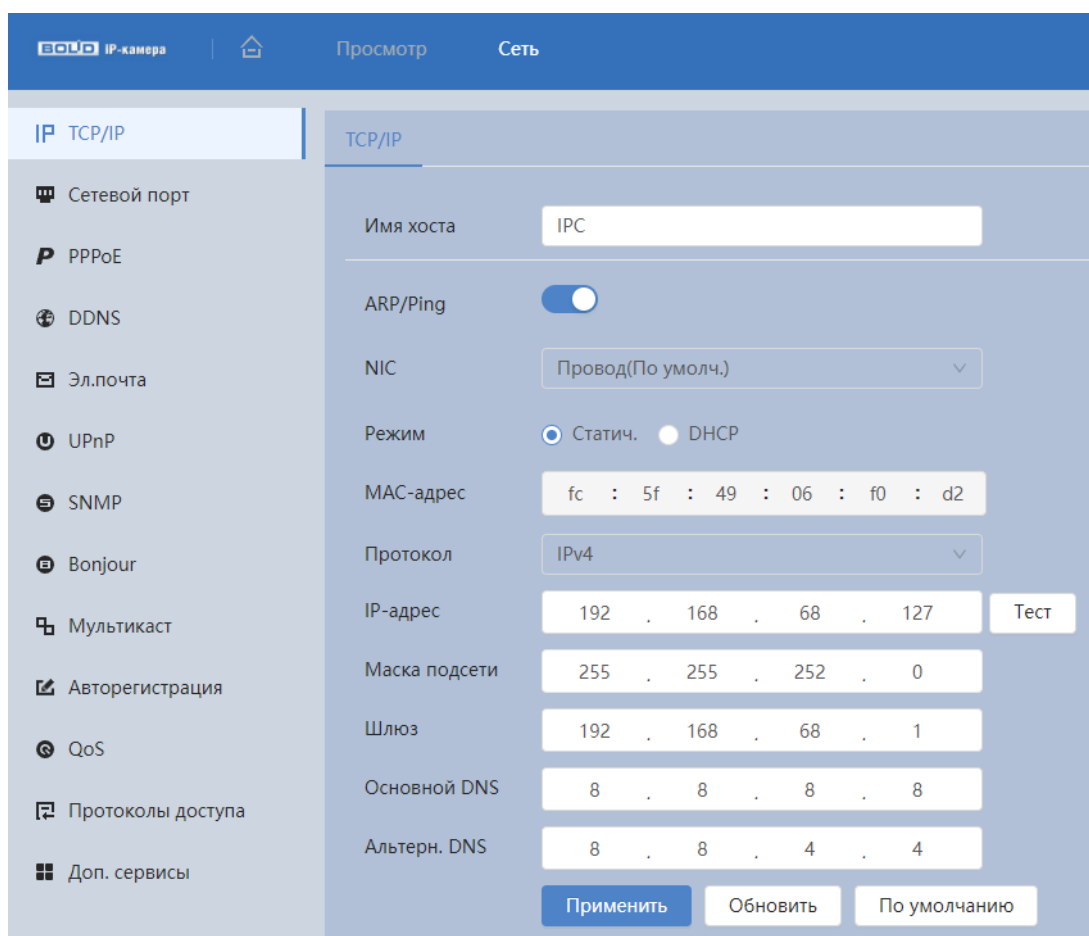 BOLID IP-камера Просмотр Сеть
TCP/IP
Сетевой порт
PPPoE
DDNS
Эл.почта
UPnP
SNMP
Bonjour
Мультикаст
Авторегистрация
QoS
Протоколы доступа
Доп. сервисы
TCP/IP
Имя хоста IPC
ARP/Ping
NIC Провод(По умолч.)
Режим Статич. DHCP
MAC-адрес fc : 5f : 49 : 06 : f0 : d2
Протокол IPv4
IP-адрес 192 . 168 . 68 . 127 Тест
Маска подсети 255 . 255 . 252 . 0
Шлюз 192 . 168 . 68 . 1
Основной DNS 8 . 8 . 8 . 8
Альтерн. DNS 8 . 8 . 4 . 4
Применить Обновить По умолчанию